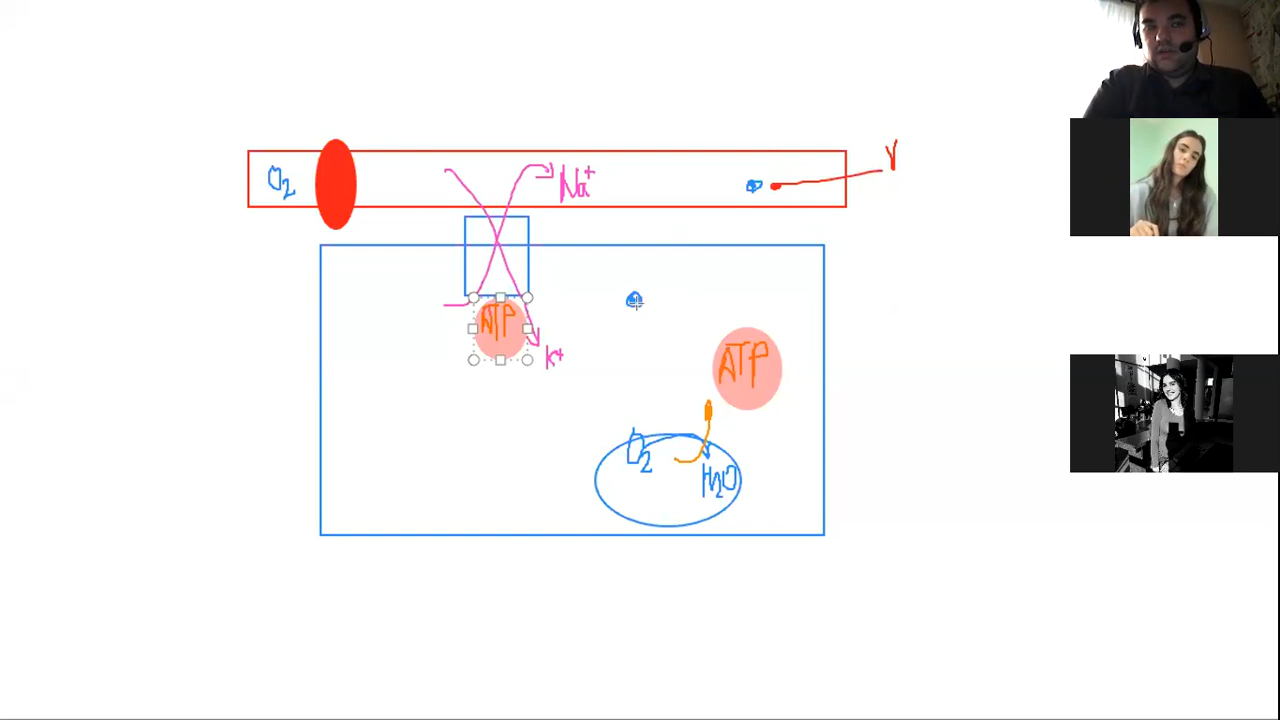 O2
Na+
γ
ATP
K+
ATP
O2
H2O